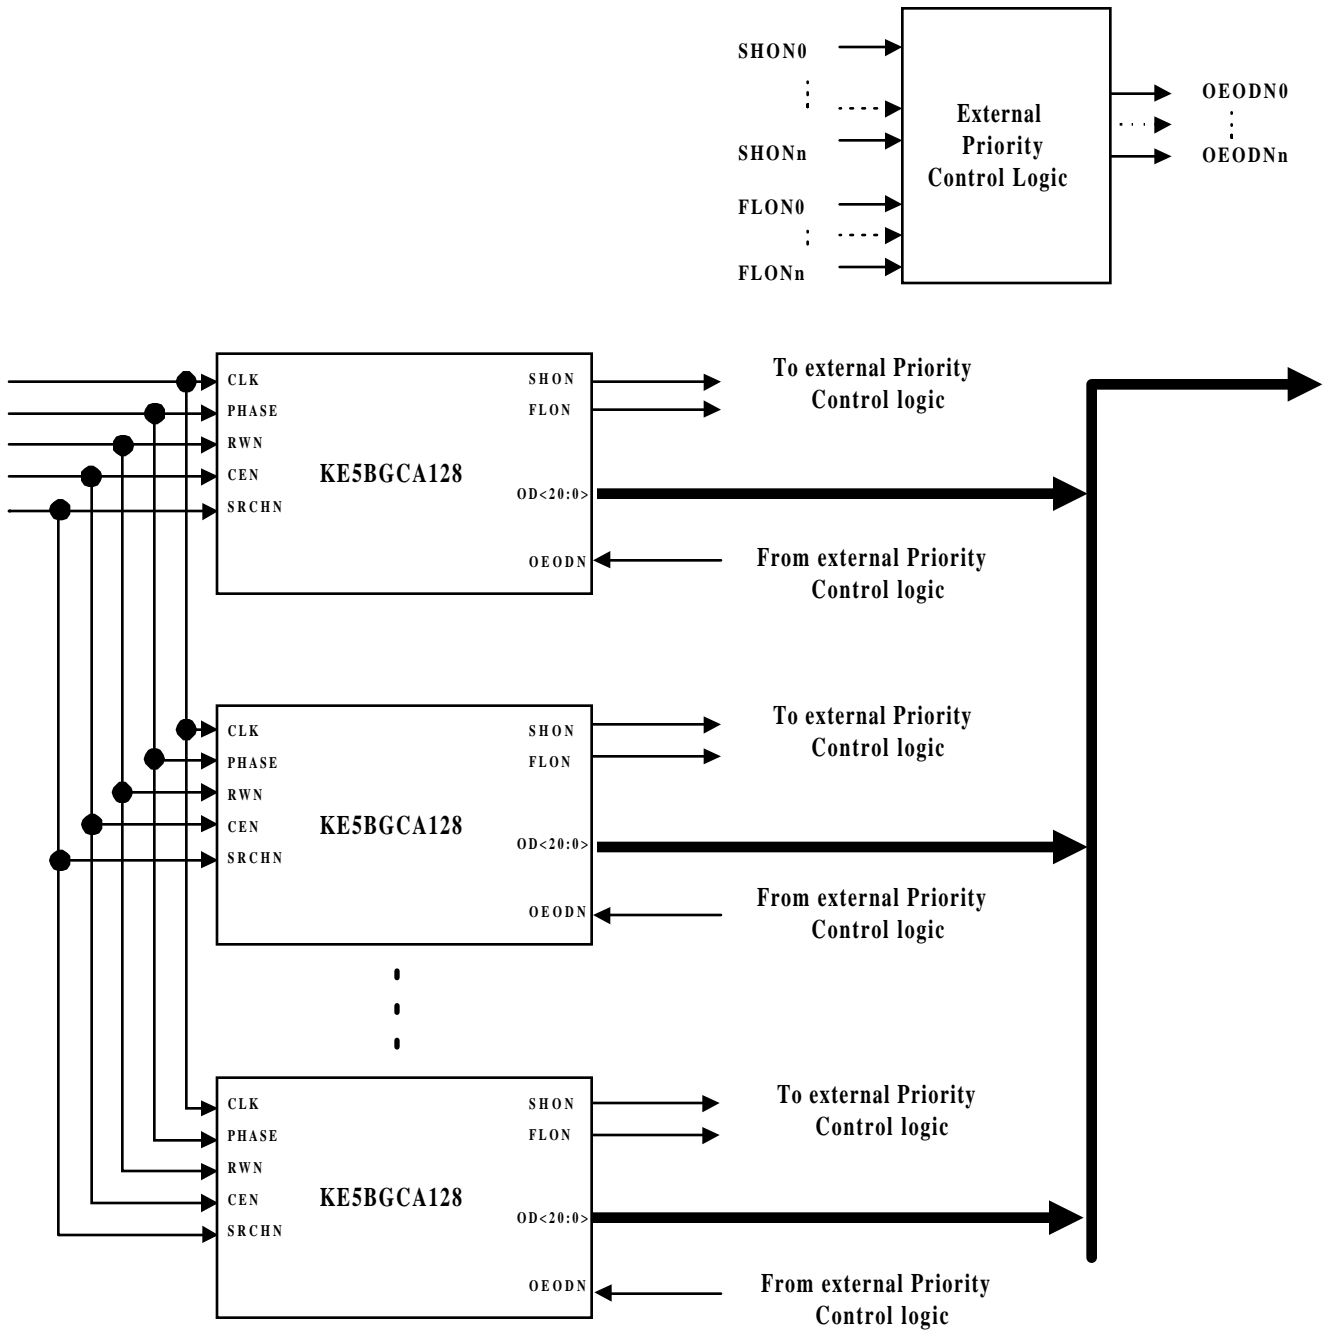 SHON0
SHONn
FLON0
FLONn
External
Priority
Control Logic
OEODN0
OEODNn
CLK
PHASE
RWN
CEN
SRCHN
KE5BGCA128
SHON
FLON
OD<20:0>
OEODN
To external Priority
Control logic
From external Priority
Control logic
CLK
PHASE
RWN
CEN
SRCHN
KE5BGCA128
SHON
FLON
OD<20:0>
OEODN
To external Priority
Control logic
From external Priority
Control logic
CLK
PHASE
RWN
CEN
SRCHN
KE5BGCA128
SHON
FLON
OD<20:0>
OEODN
To external Priority
Control logic
From external Priority
Control logic